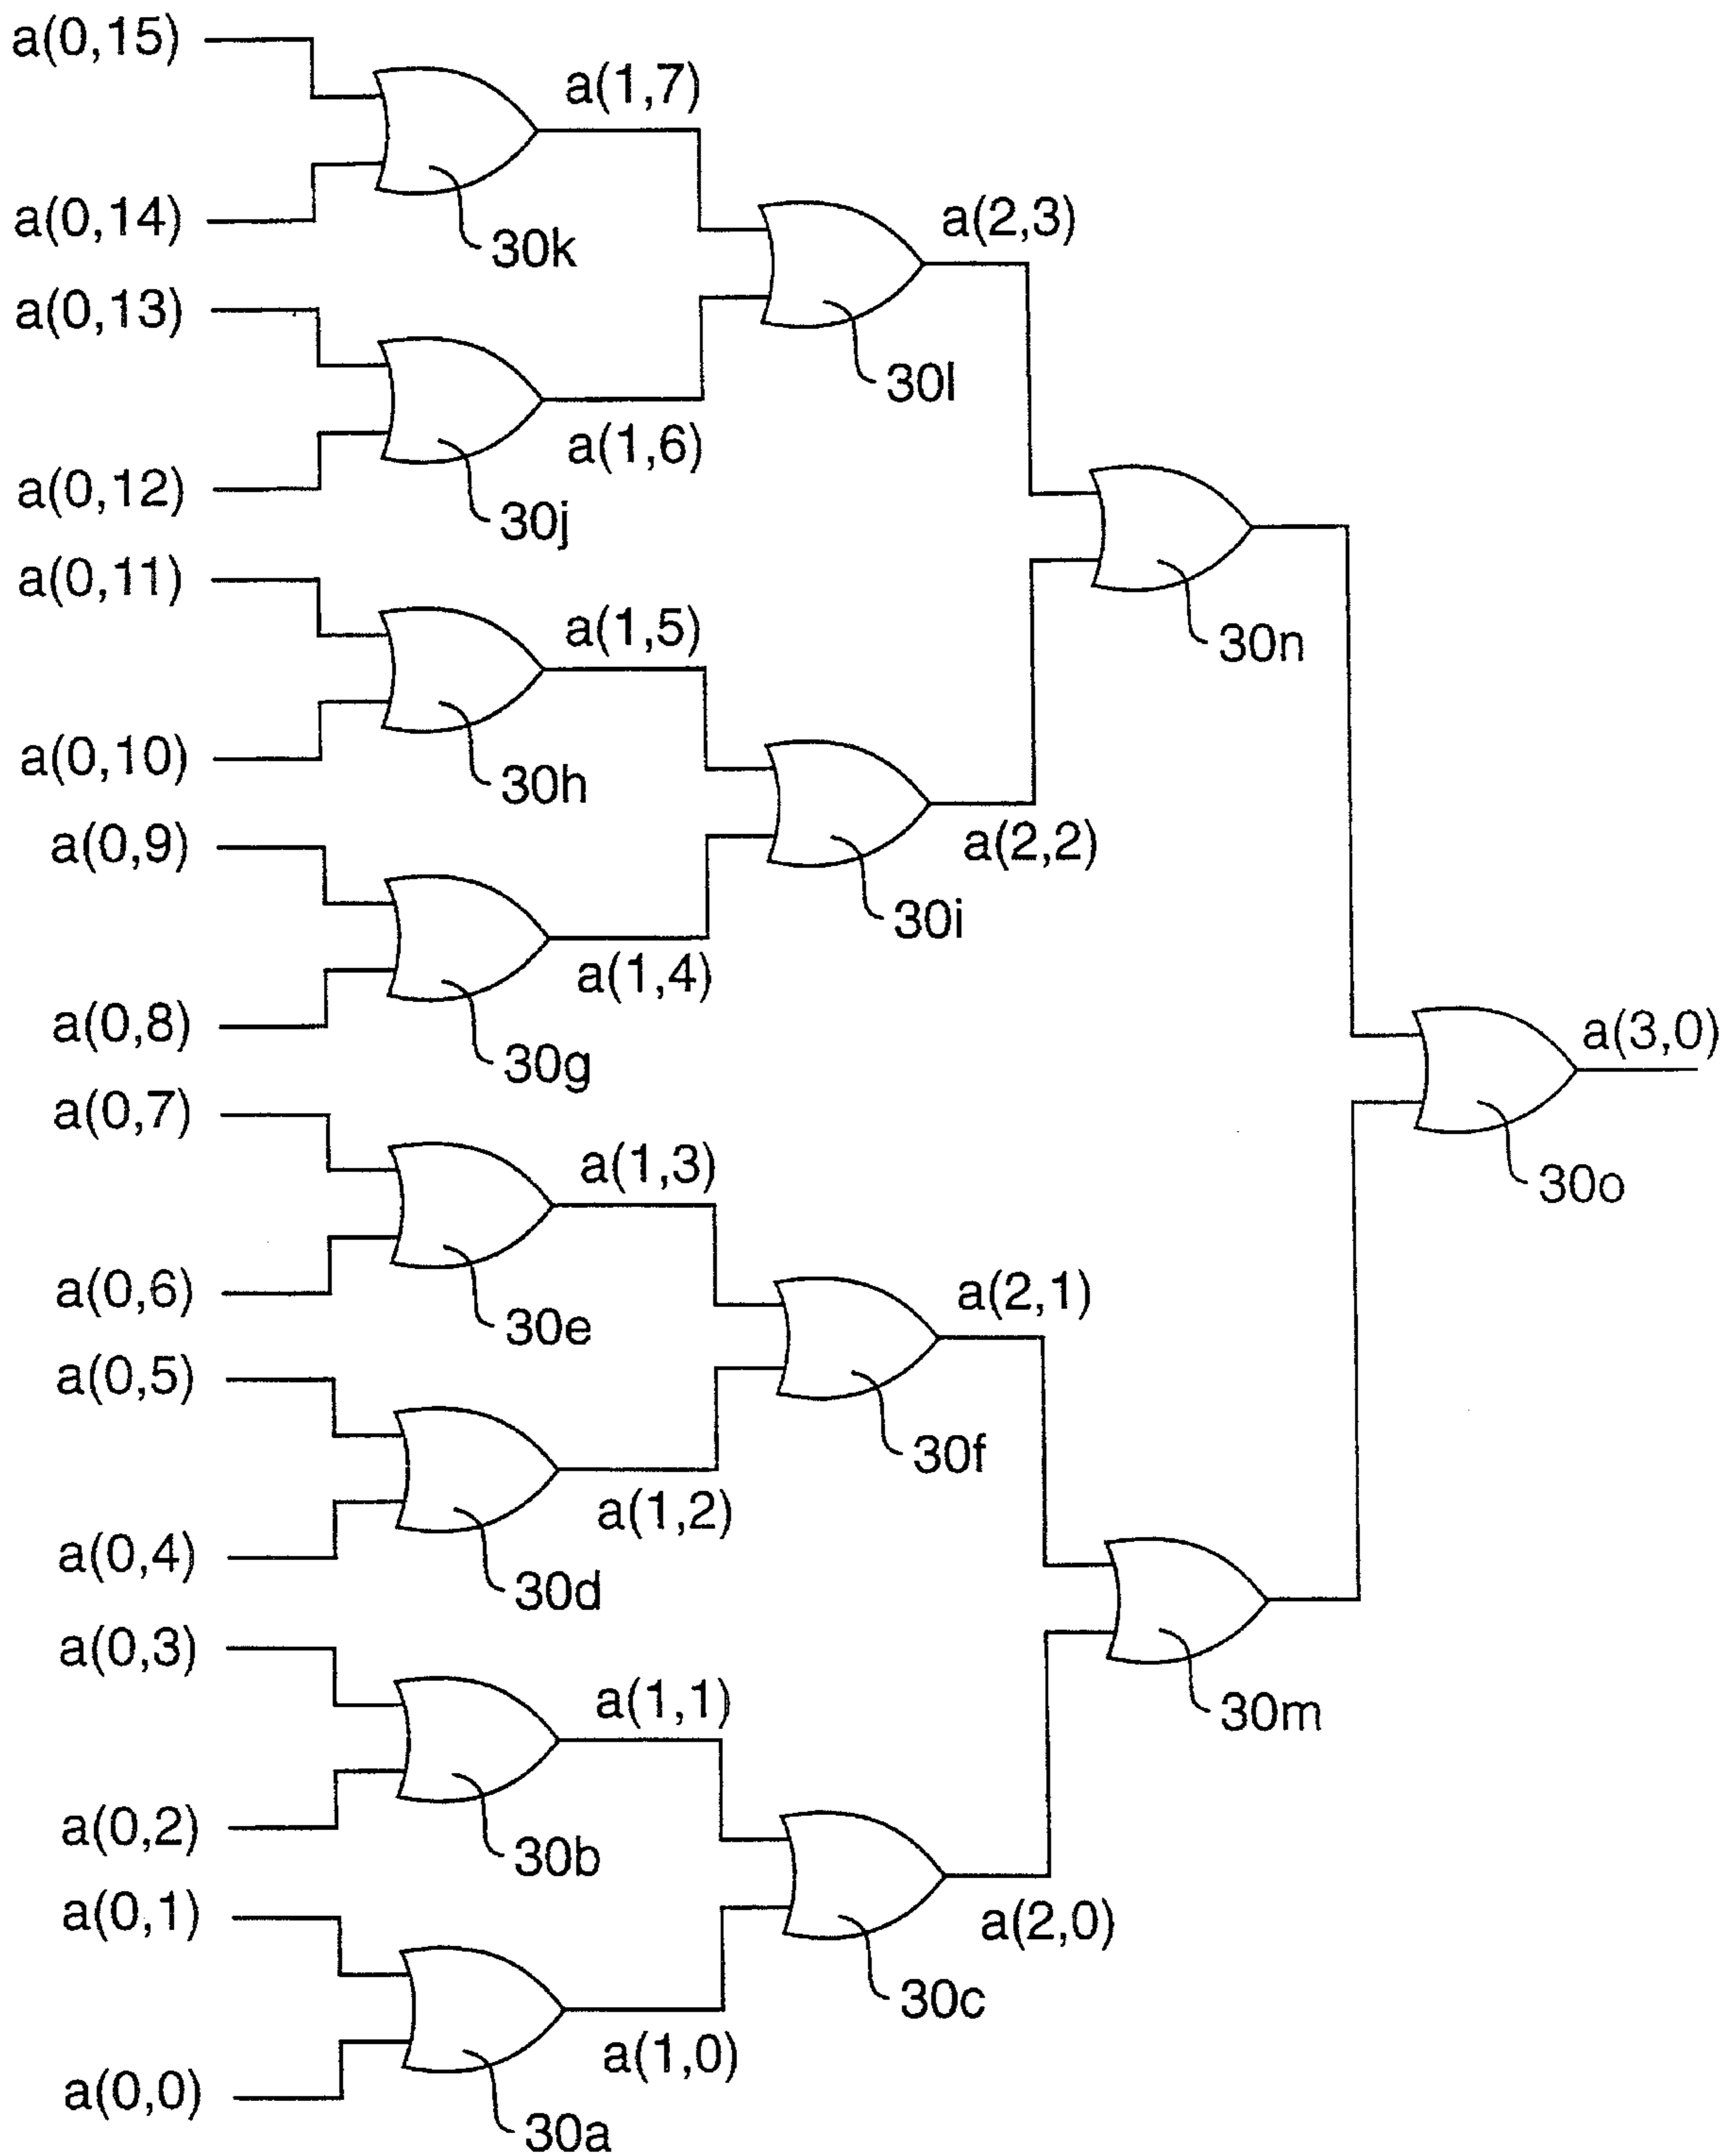 a(0,15)
a(1,7)
a(0,14)
a(2,3)
30k
a(0,13)
30l
a(1,6)
a(0,12)
30j
a(0,11)
a(1,5)
30n
a(0,10)
30h
a(0,9)
a(2,2)
30i
a(1,4)
a(0,8)
a(3,0)
30g
a(0,7)
a(1,3)
30o
a(0,6)
a(2,1)
30e
a(0,5)
30f
a(1,2)
a(0,4)
30d
a(0,3)
a(1,1)
30m
a(0,2)
30b
a(0,1)
a(2,0)
30c
a(1,0)
a(0,0)
30a